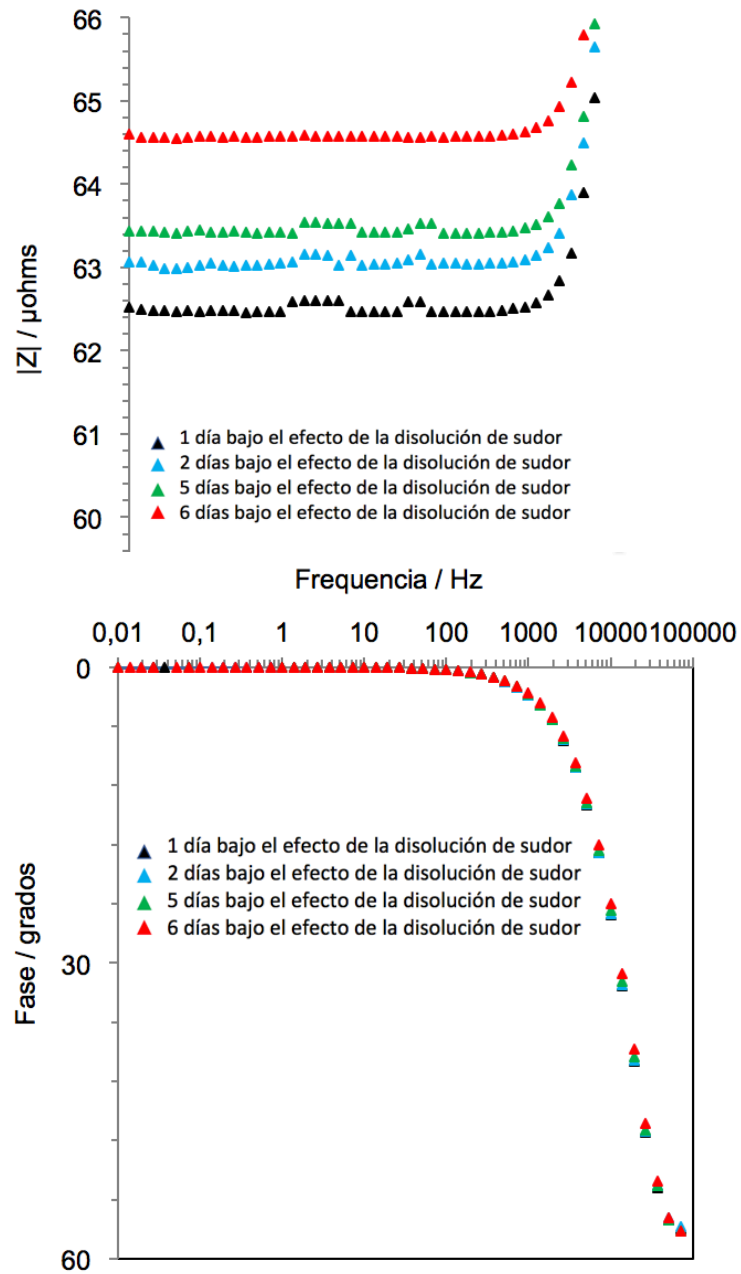 66
65
64
63
62
61
60
|Z| / µohms
1 día bajo el efecto de la disolución de sudor
2 días bajo el efecto de la disolución de sudor
5 días bajo el efecto de la disolución de sudor
6 días bajo el efecto de la disolución de sudor
Frequencia / Hz
0,01 0,1 1 10 100 1000 10000 100000
0
30
60
Fase / grados
1 día bajo el efecto de la disolución de sudor
2 días bajo el efecto de la disolución de sudor
5 días bajo el efecto de la disolución de sudor
6 días bajo el efecto de la disolución de sudor